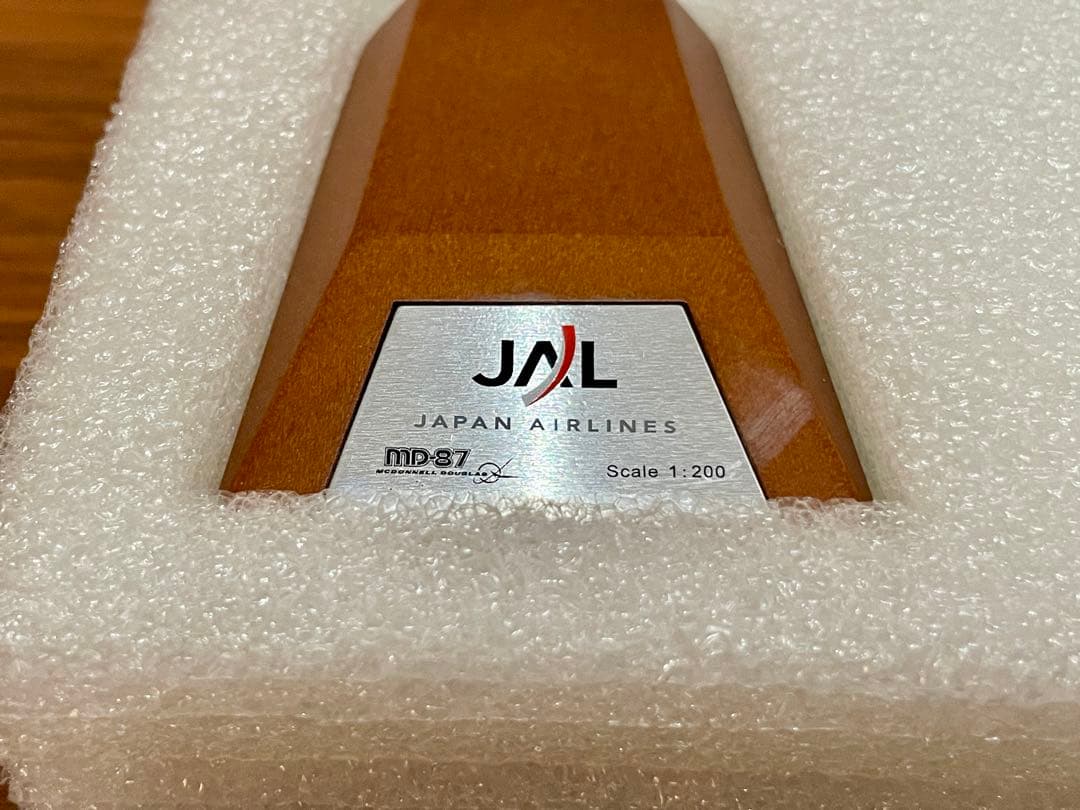 JAL
JAPAN AIRLINES
MD-87
MCDONNELL DOUGLAS
Scale 1:200